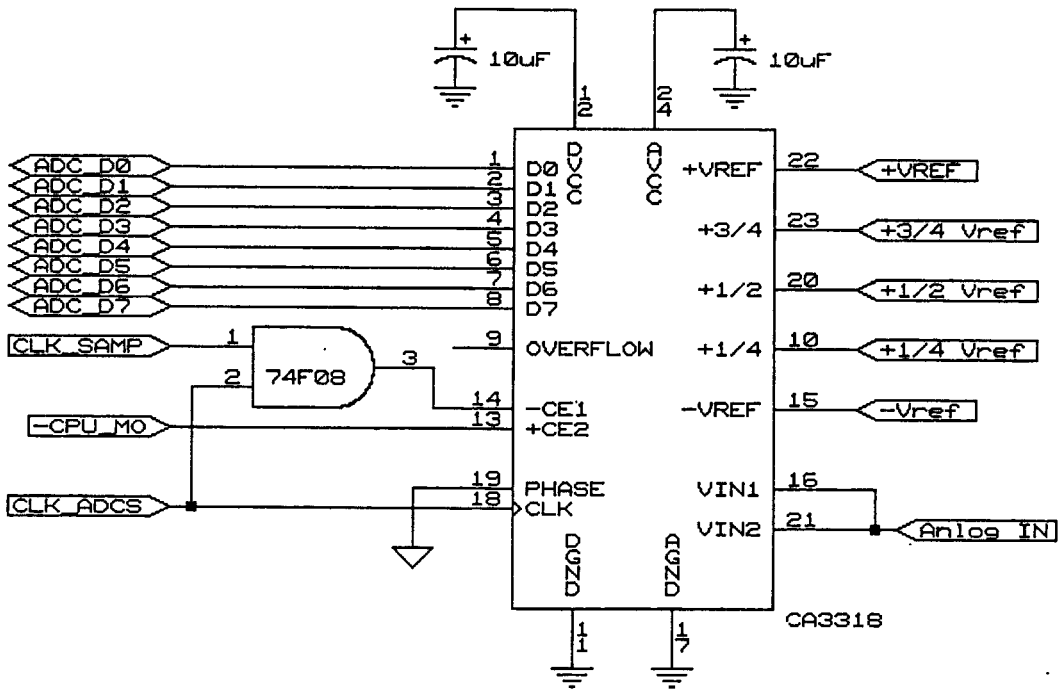 10uF
10uF
12
24
ADC_D0
ADC_D1
ADC_D2
ADC_D3
ADC_D4
ADC_D5
ADC_D6
ADC_D7
1
2
3
4
5
6
7
8
D0
D1
D2
D3
D4
D5
D6
D7
DVCC
AVCC
+VREF
22
+VREF
+3/4
23
+3/4 Vref
+1/2
20
+1/2 Vref
+1/4
10
+1/4 Vref
-VREF
15
-Vref
CLK_SAMP
1
2
74F08
3
9
OVERFLOW
14
-CE1
-CPU_MO
13
+CE2
19
PHASE
CLK_ADCS
18
CLK
VIN1
16
VIN2
21
Anlog IN
DGND
AGND
11
17
CA3318